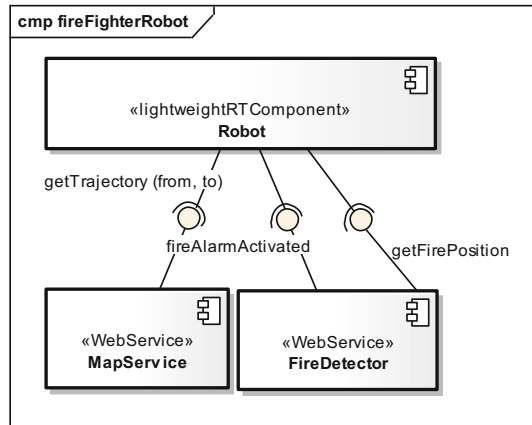 cmp fireFighterRobot
«lightweightRTComponent»
Robot
getTrajectory (from, to)
fireAlarmActivated
getFirePosition
«WebService»
MapService
«WebService»
FireDetector